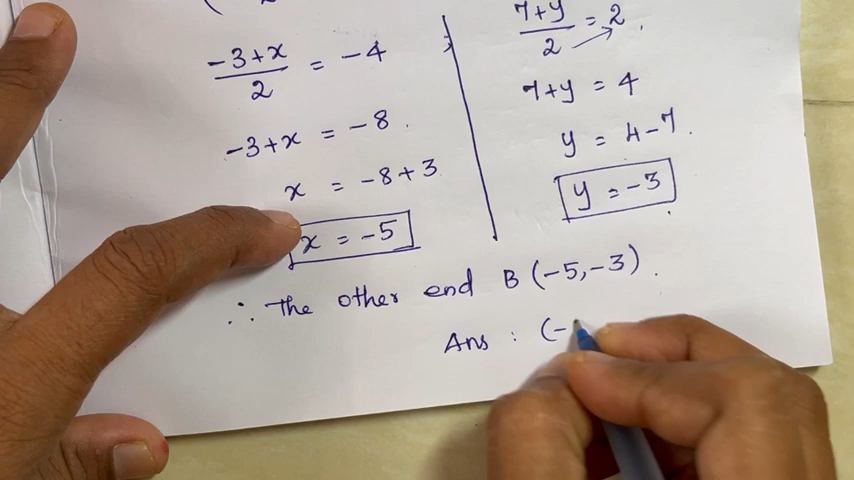 2
-3+x/2 = -4
-3+x = -8.
x = -8+3
x = -5
7+y/2 = 2.
7+y = 4
y = 4-7.
y = -3
∴ The other end B (-5,-3).
Ans : (-